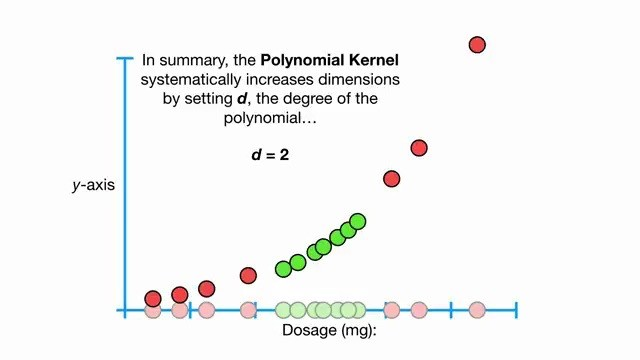 In summary, the Polynomial Kernel
systematically increases dimensions
by setting d, the degree of the
polynomial…
d = 2
y-axis
Dosage (mg):